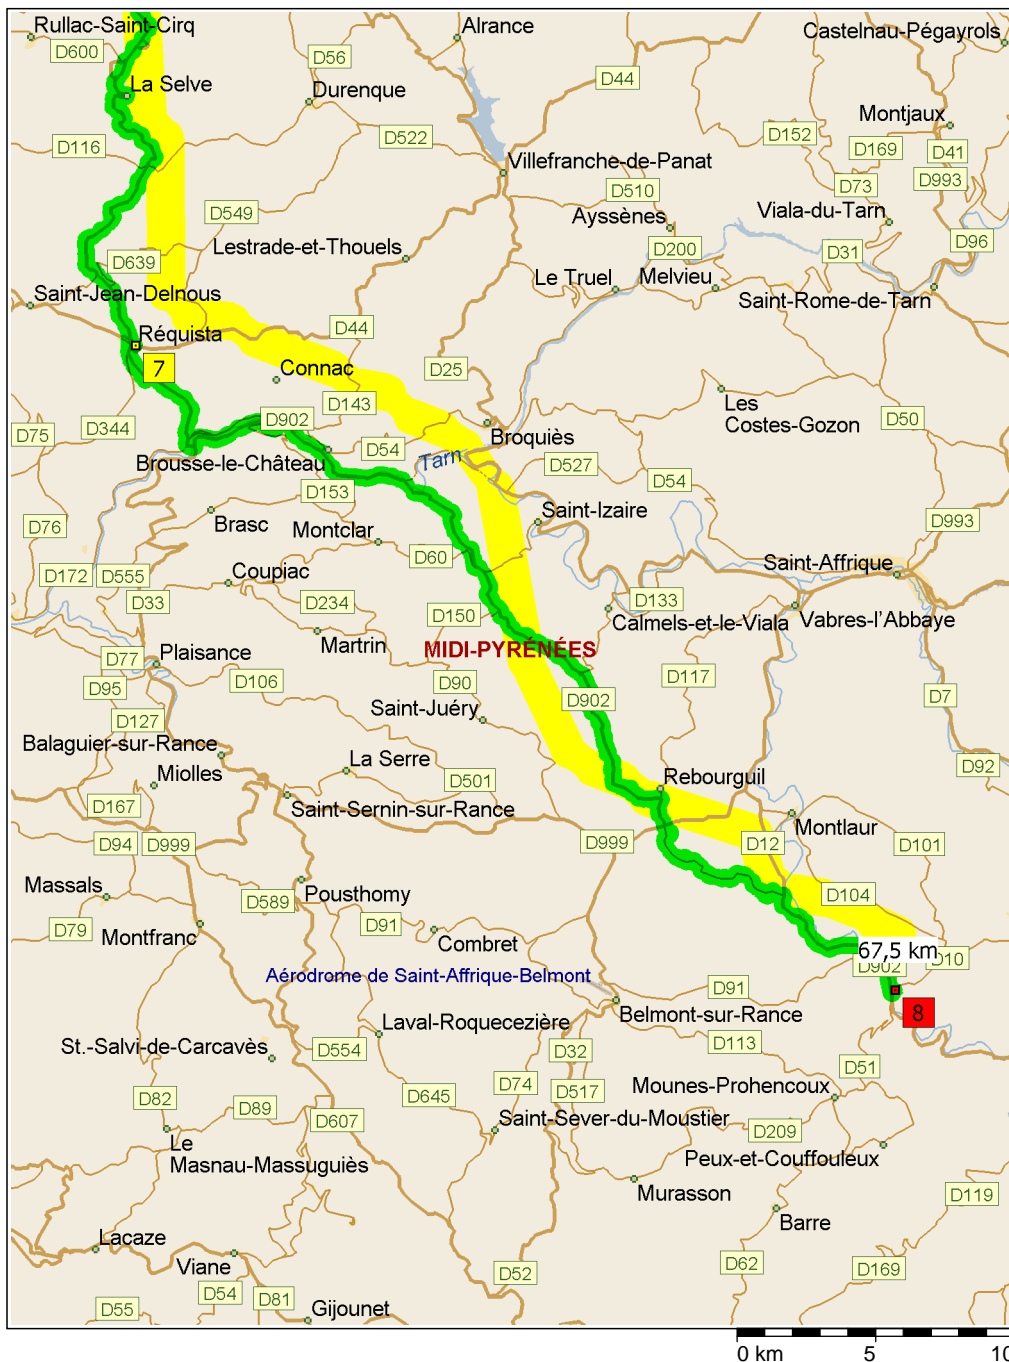 Rullac-Saint-Cirq
Alrance
Castelnau-Pégayrols
D600
D56
D44
La Selve
Durenque
Montjaux
D116
D522
D152
D169
D41
Villefranche-de-Panat
D510
D73
D993
D549
Ayssènes
Viala-du-Tarn
D639
Lestrade-et-Thouels
D200
D31
D96
Le Truel
Melvieu
Saint-Jean-Delnous
Saint-Rome-de-Tarn
Réquista
D44
7
Connac
D25
D143
Les
Costes-Gozon
D75
D344
D902
Broquiès
D50
Brousse-le-Château
D54
Tarn
D527
D54
D153
Brasc
Saint-Izaire
D76
Montclar
D993
D60
Saint-Affrique
D172
D555
Coupiac
D33
D234
D150
D133
Calmels-et-le-Viala
Vabres-l'Abbaye
Martrin
MIDI-PYRÉNÉES
D77
Plaisance
D95
D106
D90
D117
D7
D127
Saint-Juéry
D902
Balaguier-sur-Rance
La Serre
D92
Miolles
D501
Rebourguil
D167
Saint-Sernin-sur-Rance
Montlaur
D94
D999
D999
D12
D101
Massals
D589
Pousthomy
D104
D79
Montfranc
D91
Combret
67,5 km
D10
D902
Aérodrome de Saint-Affrique-Belmont
D91
Belmont-sur-Rance
8
Laval-Roquecezière
St.-Salvi-de-Carcavès
D554
D32
D113
D51
D82
D89
D645
D74
D517
Mounes-Prohencoux
D607
Saint-Sever-du-Moustier
D209
Le
Masnau-Massuguiès
Peux-et-Couffouleux
Murasson
D119
Barre
Lacaze
Viane
D52
D62
D169
D54
D81
D55
Gijounet
0 km
5
10